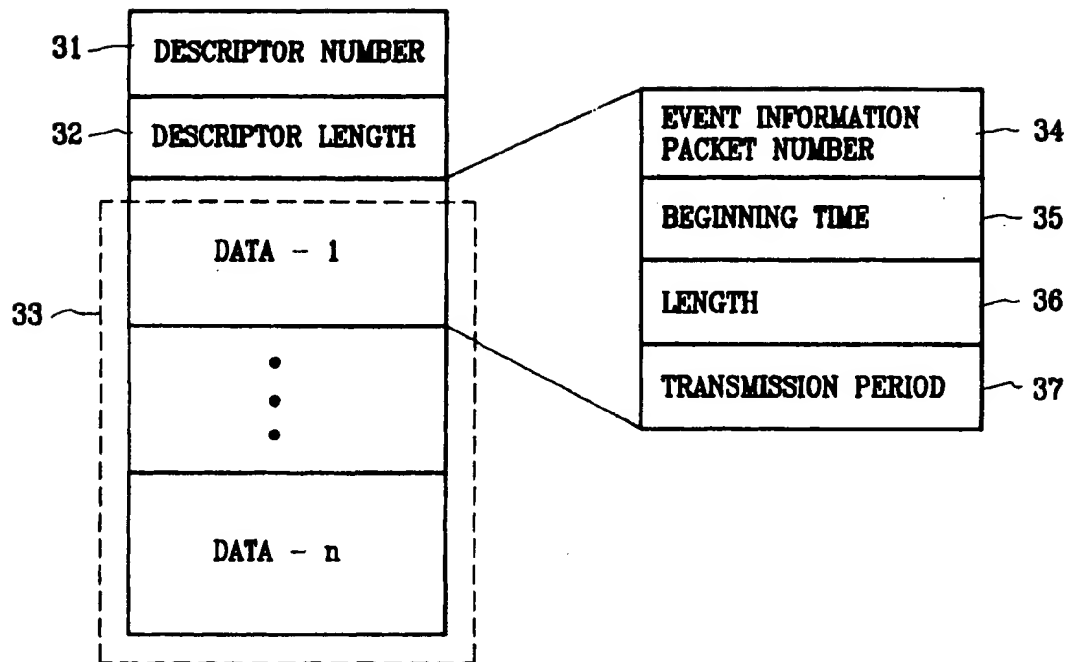 31
DESCRIPTOR NUMBER
32
DESCRIPTOR LENGTH
33
DATA - 1
DATA - n
EVENT INFORMATION
PACKET NUMBER
34
BEGINNING TIME
35
LENGTH
36
TRANSMISSION PERIOD
37